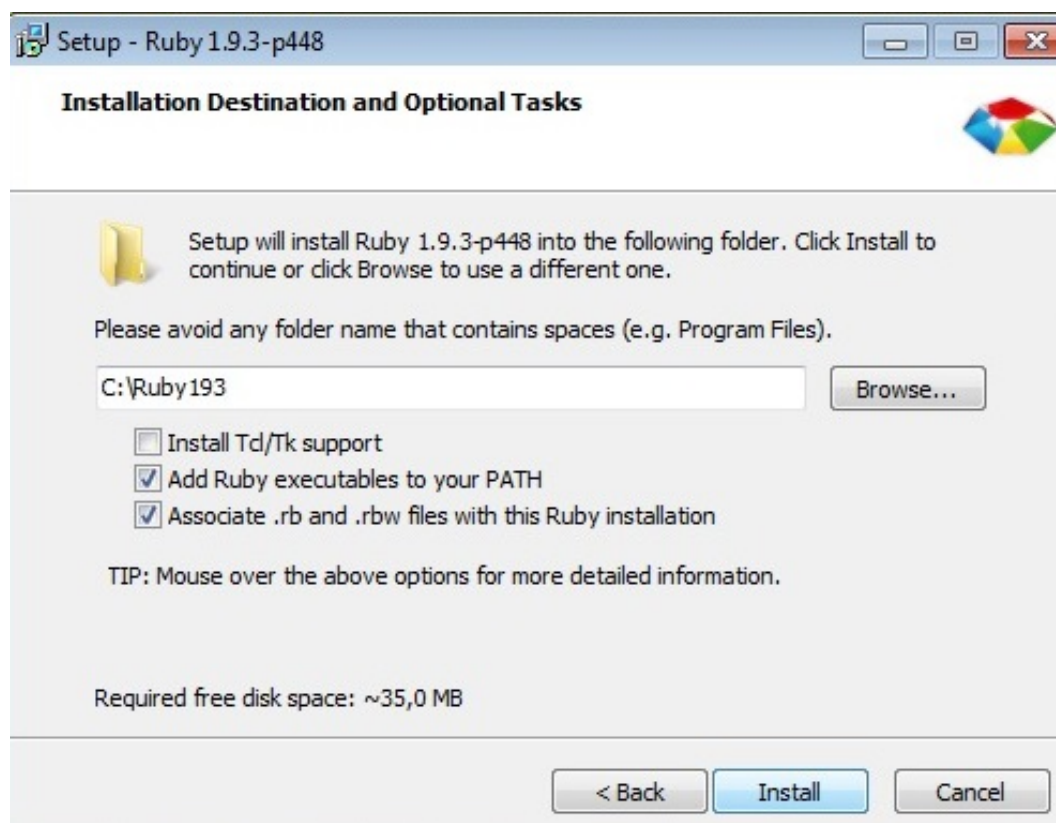 Setup - Ruby 1.9.3-p448
Installation Destination and Optional Tasks
Setup will install Ruby 1.9.3-p448 into the following folder. Click Install to
continue or click Browse to use a different one.
Please avoid any folder name that contains spaces (e.g. Program Files).
C:\Ruby193
Browse...
Install Tcl/Tk support
Add Ruby executables to your PATH
Associate .rb and .rbw files with this Ruby installation
TIP: Mouse over the above options for more detailed information.
Required free disk space: ~35,0 MB
< Back
Install
Cancel